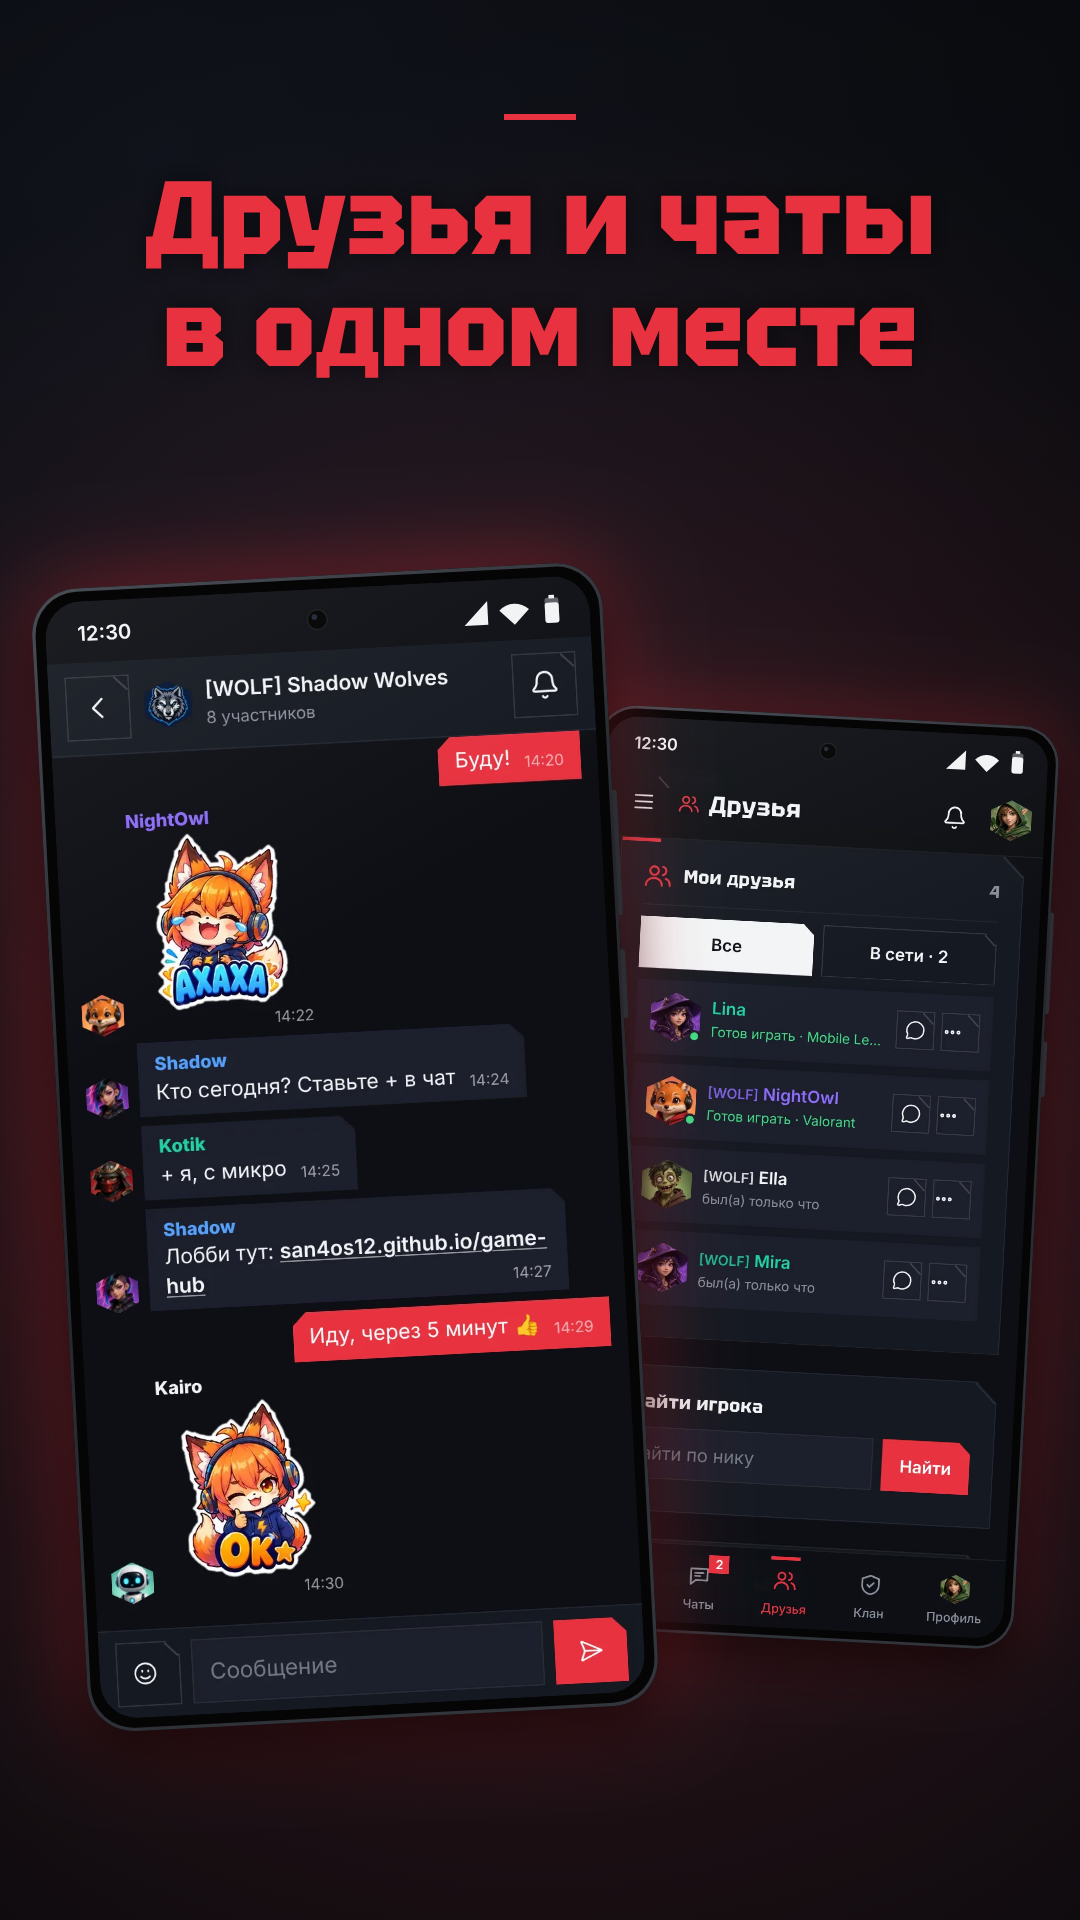 Друзья и чаты
в одном месте
12:30
[WOLF] Shadow Wolves
8 участников
Буду! 14:20
NightOwl
АХАХА
14:22
Shadow
Кто сегодня? Ставьте + в чат 14:24
Kotik
+ я, с микро 14:25
Shadow
Лобби тут: san4os12.github.io/game-
hub 14:27
Иду, через 5 минут 👍 14:29
Kairo
OK
14:30
Сообщение
12:30
Друзья
Мои друзья 4
Все
В сети · 2
Lina
Готов играть · Mobile Le...
[WOLF] NightOwl
Готов играть · Valorant
[WOLF] Ella
был(а) только что
[WOLF] Mira
был(а) только что
айти игрока
айти по нику
Найти
2
Чаты
Друзья
Клан
Профиль